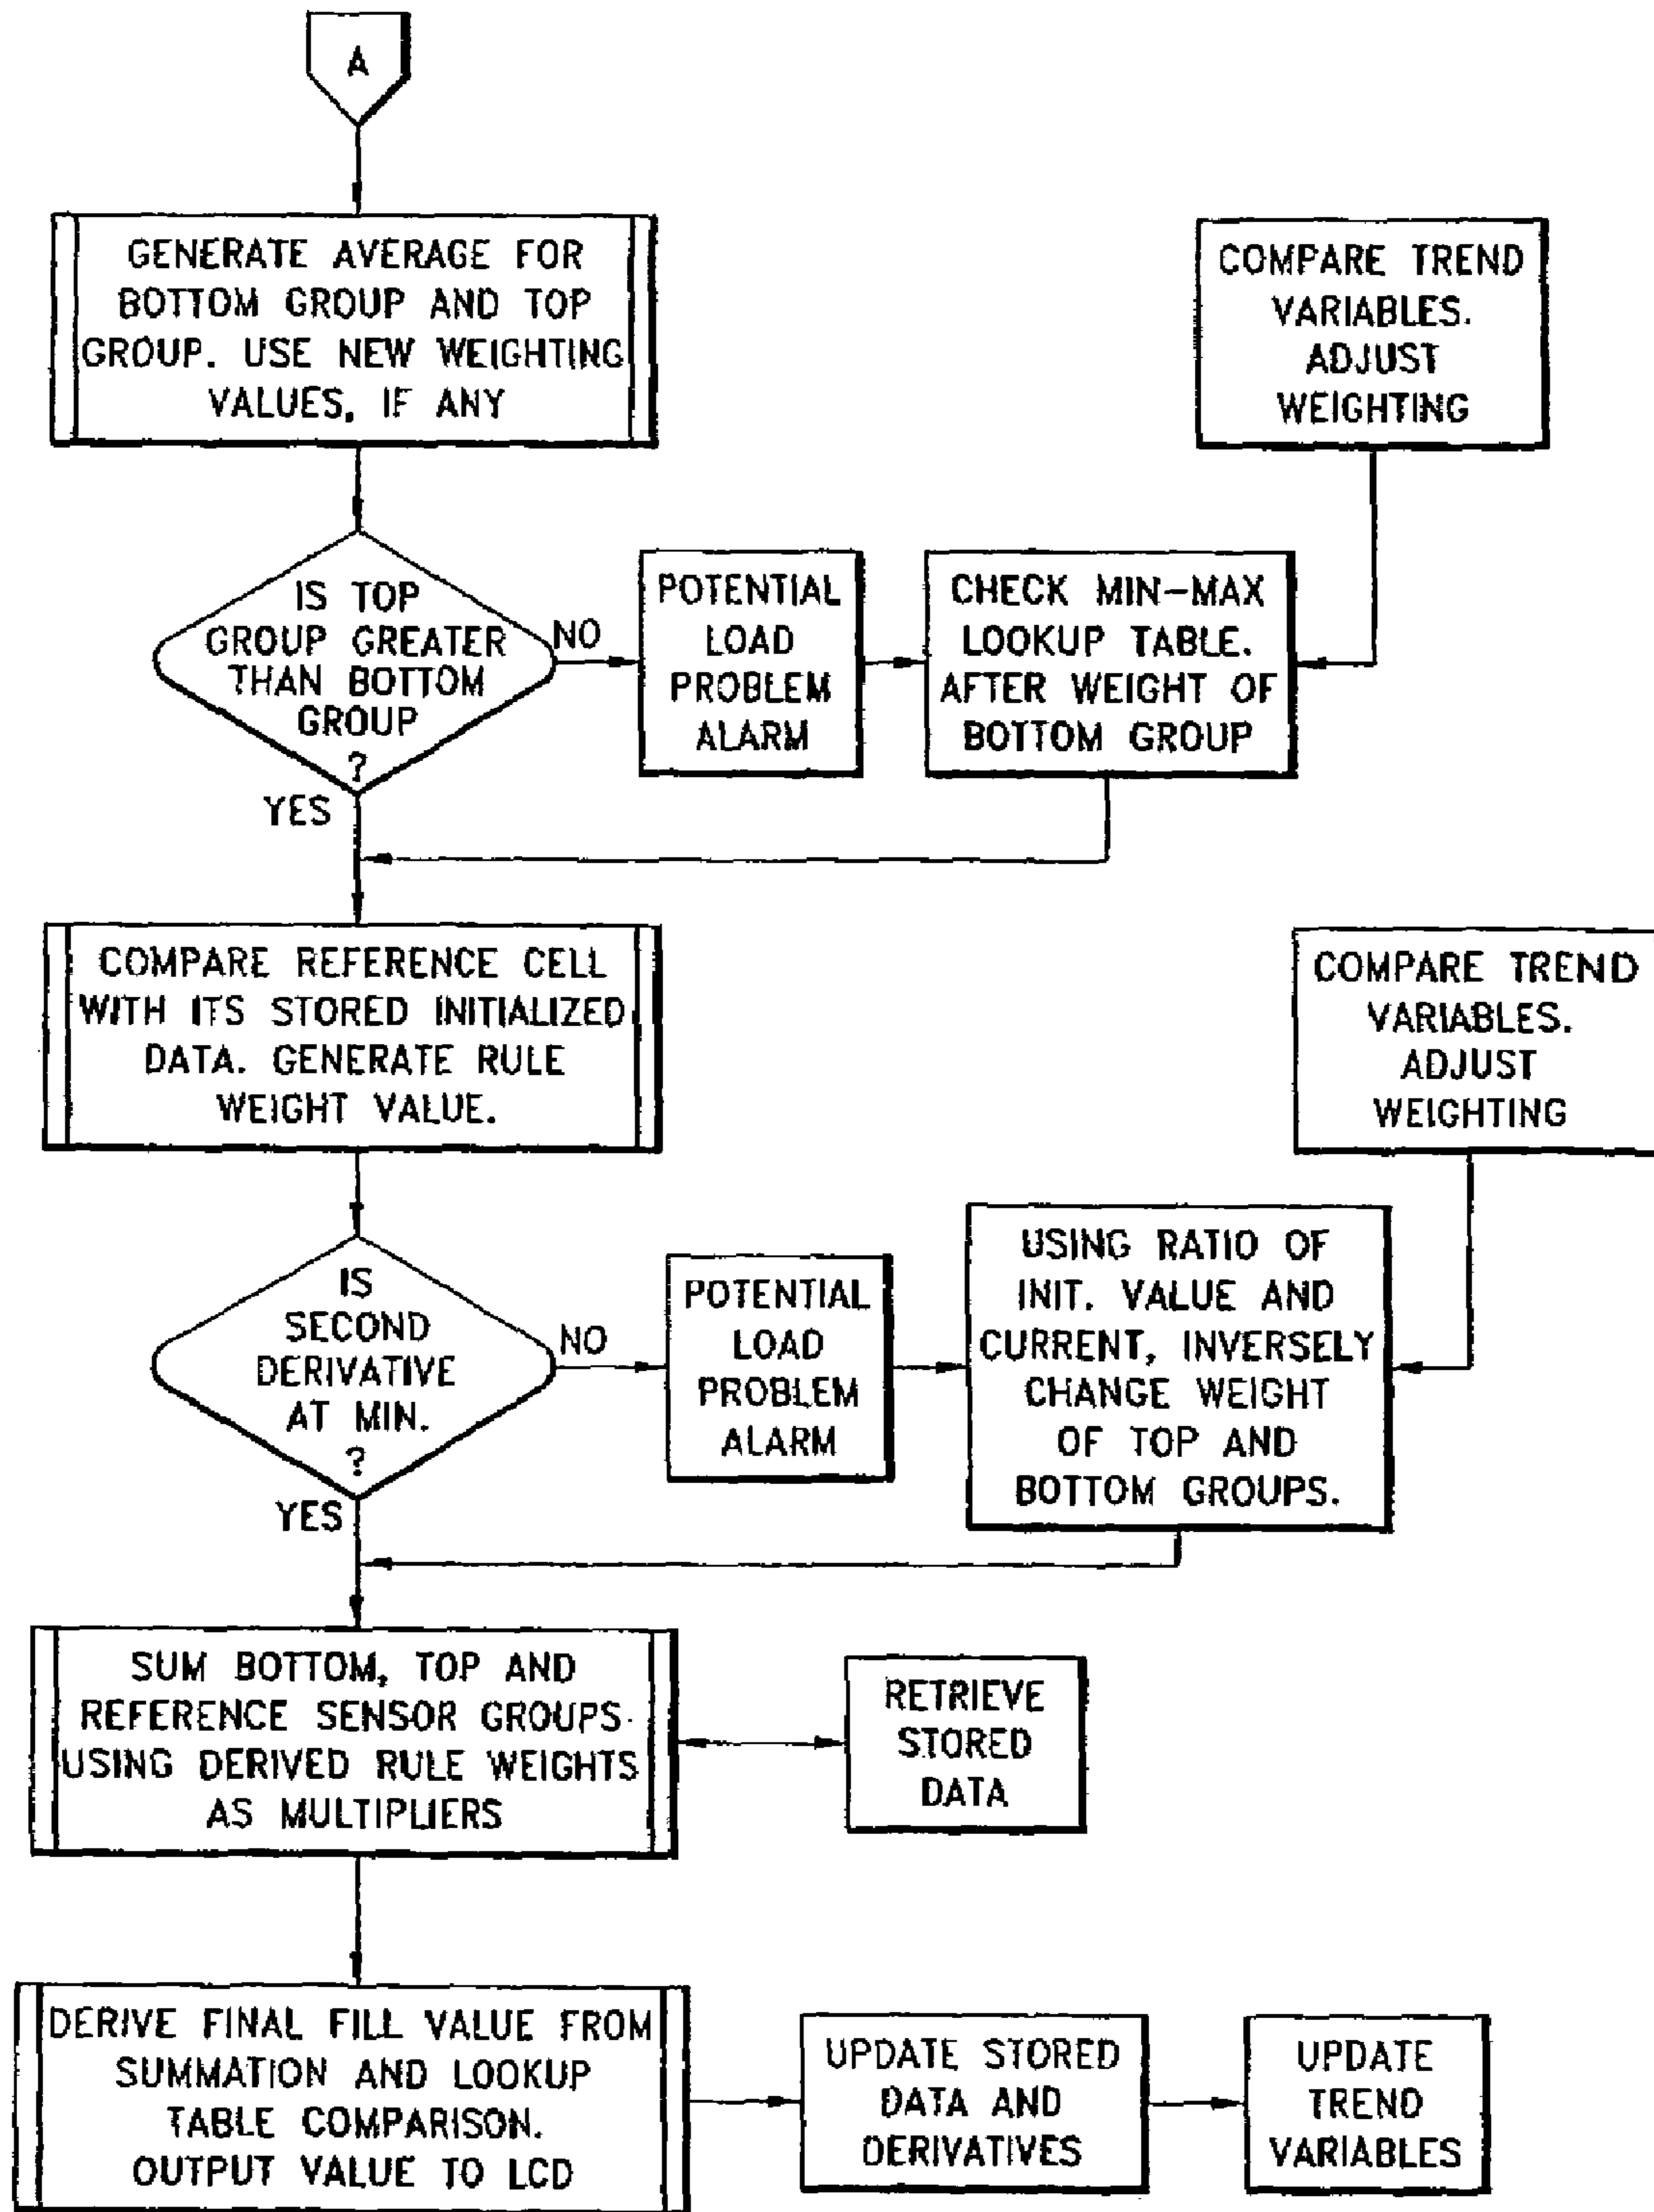 A
GENERATE AVERAGE FOR
BOTTOM GROUP AND TOP
GROUP. USE NEW WEIGHTING
VALUES, IF ANY
COMPARE TREND
VARIABLES.
ADJUST
WEIGHTING
IS TOP
GROUP GREATER
THAN BOTTOM
GROUP
?
NO
YES
POTENTIAL
LOAD
PROBLEM
ALARM
CHECK MIN-MAX
LOOKUP TABLE.
AFTER WEIGHT OF
BOTTOM GROUP
COMPARE REFERENCE CELL
WITH ITS STORED INITIALIZED
DATA. GENERATE RULE
WEIGHT VALUE.
COMPARE TREND
VARIABLES.
ADJUST
WEIGHTING
IS
SECOND
DERIVATIVE
AT MIN.
?
NO
YES
POTENTIAL
LOAD
PROBLEM
ALARM
USING RATIO OF
INIT. VALUE AND
CURRENT, INVERSELY
CHANGE WEIGHT
OF TOP AND
BOTTOM GROUPS.
SUM BOTTOM, TOP AND
REFERENCE SENSOR GROUPS
USING DERIVED RULE WEIGHTS
AS MULTIPLIERS
RETRIEVE
STORED
DATA
DERIVE FINAL FILL VALUE FROM
SUMMATION AND LOOKUP
TABLE COMPARISON.
OUTPUT VALUE TO LCD
UPDATE STORED
DATA AND
DERIVATIVES
UPDATE
TREND
VARIABLES